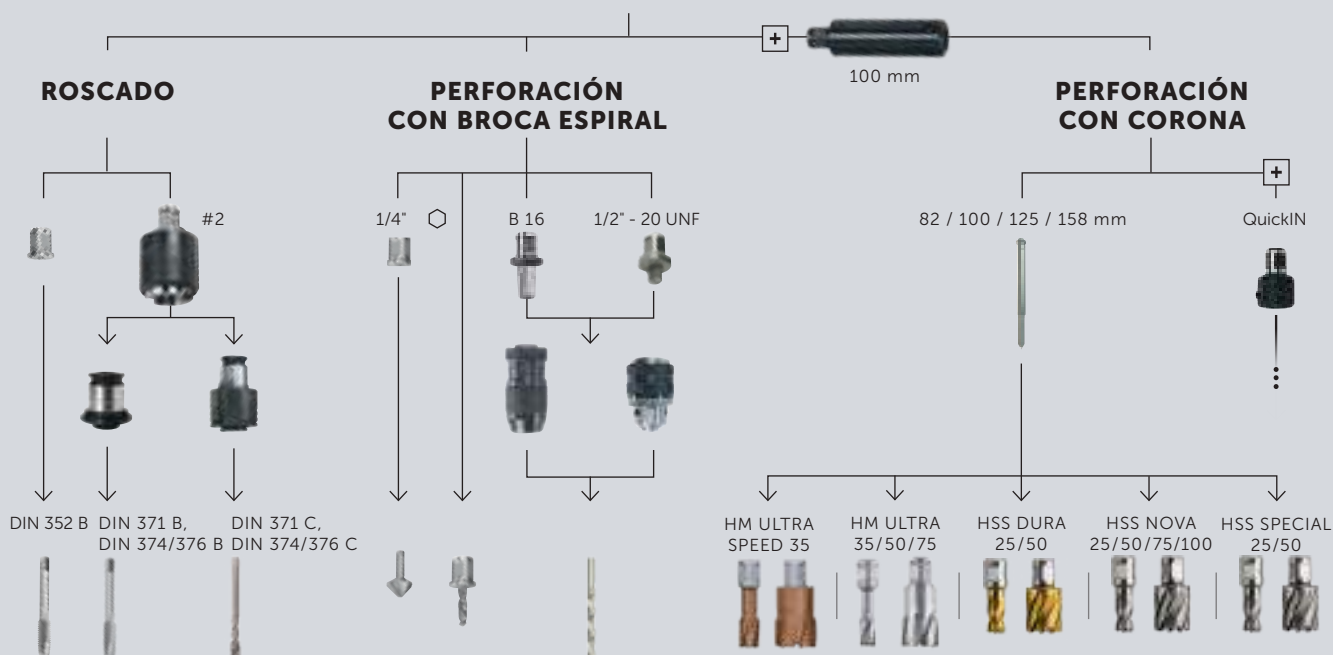 +
100 mm
ROSCADO
PERFORACIÓN
CON BROCA ESPIRAL
PERFORACIÓN
CON CORONA
+
#2
1/4"
B 16
1/2" - 20 UNF
82 / 100 / 125 / 158 mm
QuickIN
DIN 352 B
DIN 371 B,
DIN 374/376 B
DIN 371 C,
DIN 374/376 C
HM ULTRA
SPEED 35
HM ULTRA
35/50/75
HSS DURA
25/50
HSS NOVA
25/50/75/100
HSS SPECIAL
25/50